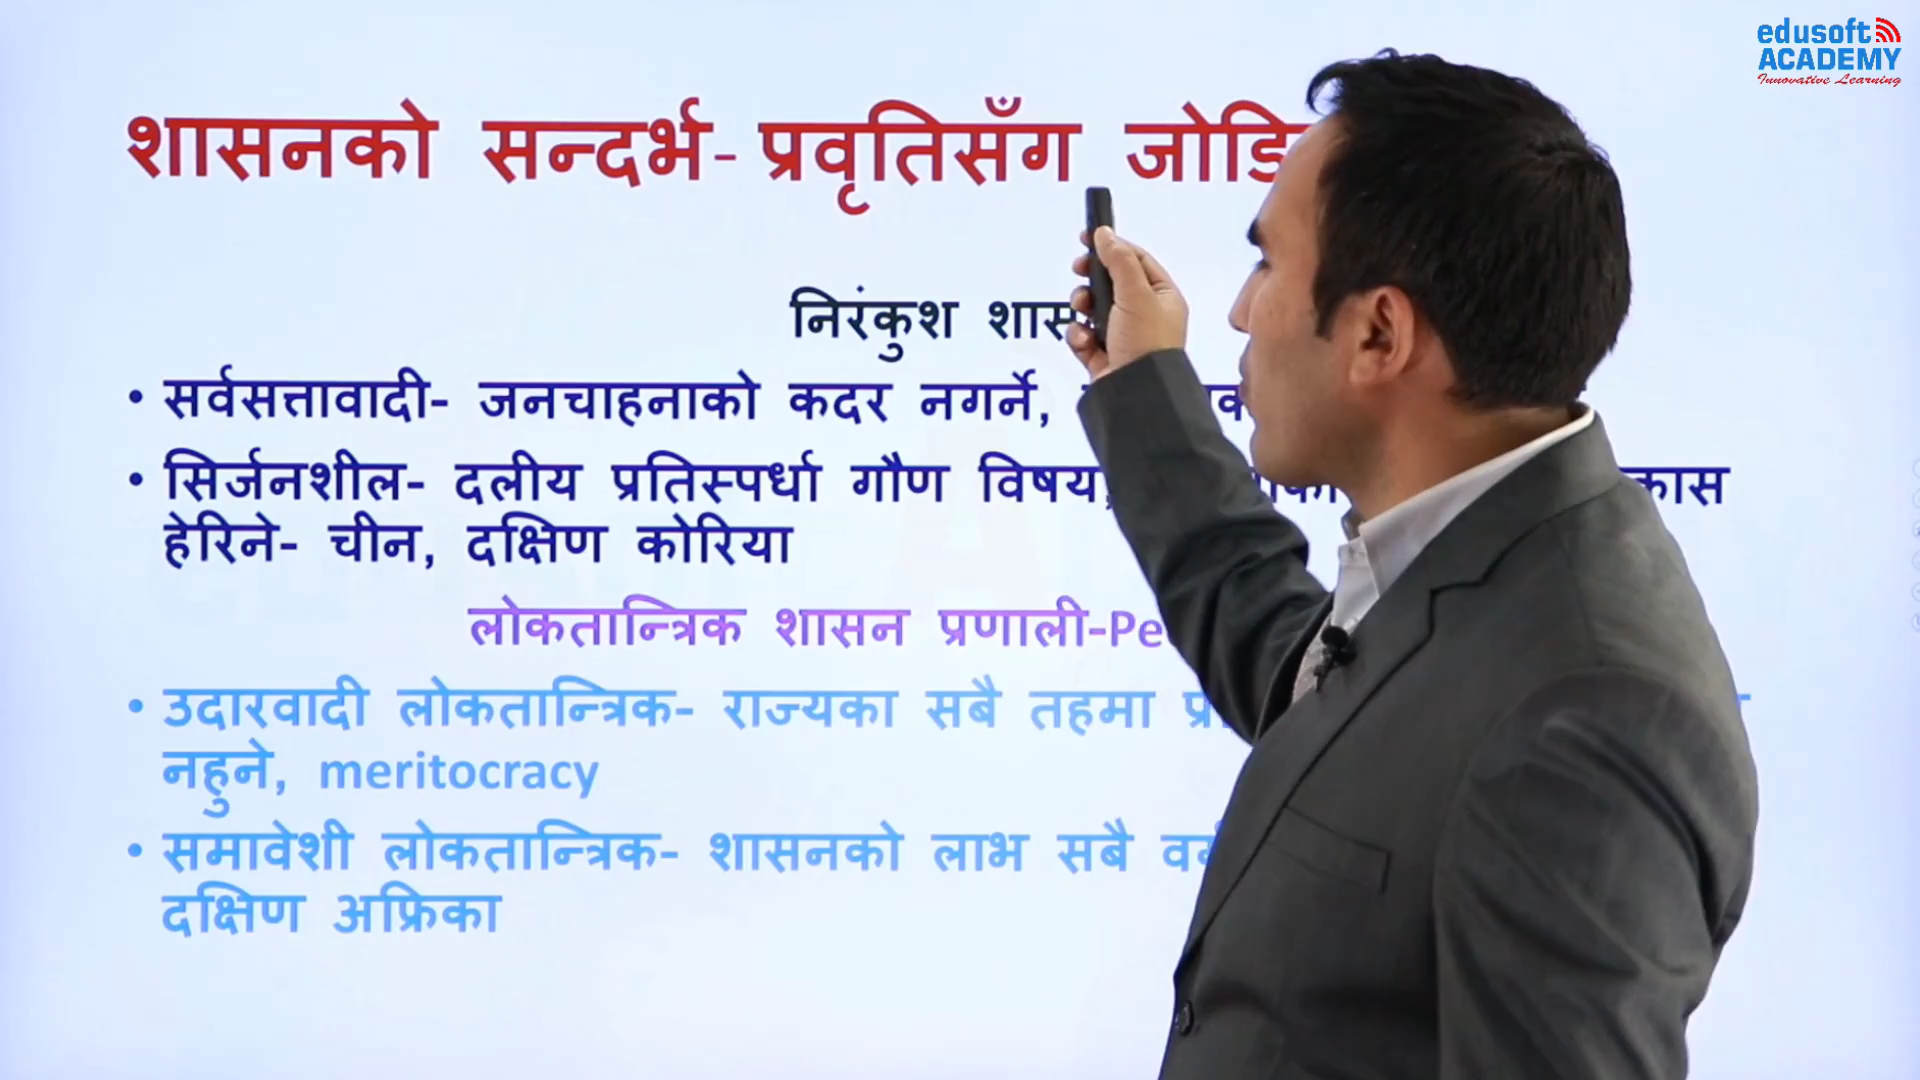 edusoft
ACADEMY
Innovative Learning
शासनको सन्दर्भ- प्रवृतिसँग
निरंकुश
• सर्वसत्तावादी- जनचाहनाको कदर नगर्ने,
• सिर्जनशील- दलीय प्रतिस्पर्धा गौण विषय,
हेरिने- चीन, दक्षिण कोरिया
लोकतान्त्रिक शासन प्रणाली-
• उदारवादी लोकतान्त्रिक- राज्यका सबै तहमा
नहुने, meritocracy
• समावेशी लोकतान्त्रिक- शासनको लाभ सबै
दक्षिण अफ्रिका